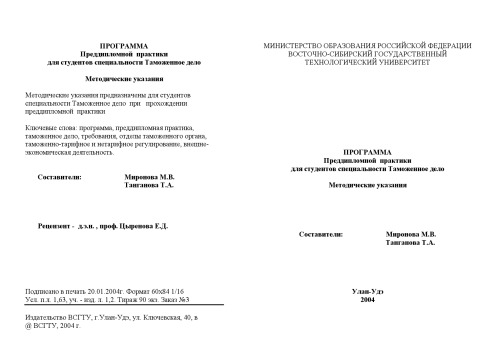 ПРОГРАММА
Преддипломной практики
для студентов специальности Таможенное дело
Методические указания
Методические указания предназначены для студентов
специальности Таможенное дело при прохождении
преддипломной практики
Ключевые слова: программа, преддипломная практика,
таможенное дело, требования, отделы таможенного органа,
таможенно-тарифное и нетарифное регулирование, внешне-
экономическая деятельность.
Составители: Миронова М.В.
Танганова Т.А.
Рецензент - д.э.н. , проф. Цыренова Е.Д.
Подписано в печать 20.01.2004г. Формат 60х84 1/16
Усл. п.л. 1,63, уч. - изд. л. 1,2. Тираж 90 экз. Заказ №3
Издательство ВСГТУ, г.Улан-Удэ, ул. Ключевская, 40, в
@ ВСГТУ, 2004 г.
МИНИСТЕРСТВО ОБРАЗОВАНИЯ РОССИЙСКОЙ ФЕДЕРАЦИИ
ВОСТОЧНО-СИБИРСКИЙ ГОСУДАРСТВЕННЫЙ
ТЕХНОЛОГИЧЕСКИЙ УНИВЕРСИТЕТ
ПРОГРАММА
Преддипломной практики
для студентов специальности Таможенное дело
Методические указания
Составители: Миронова М.В.
Танганова Т.А.
Улан-Удэ
2004